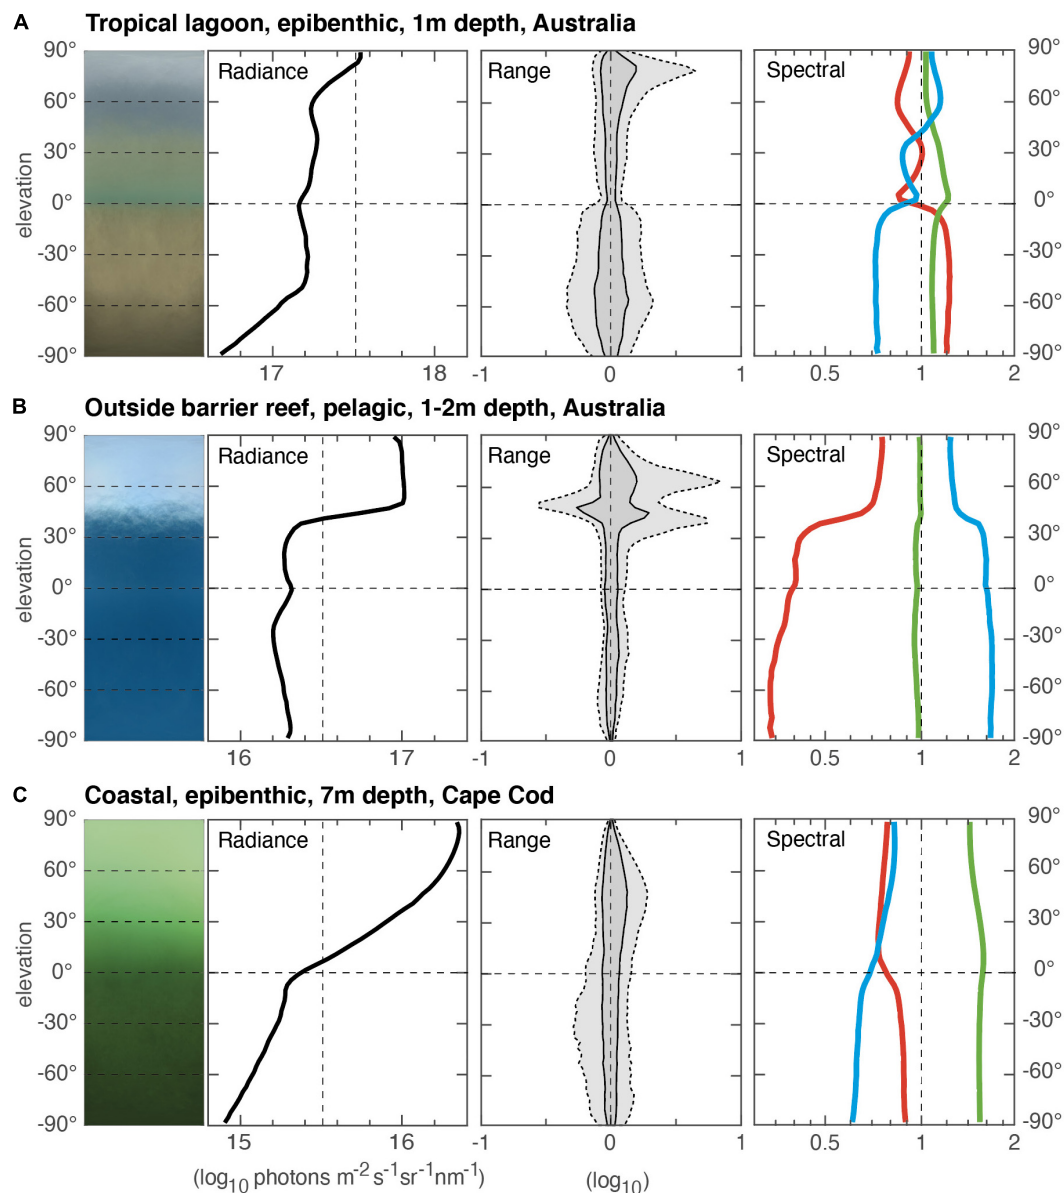 A Tropical lagoon, epibenthic, 1m depth, Australia
90° Radiance Range Spectral 90°
60° 60°
30° 30°
elevation
0° 0°
-30° -30°
-60° -60°
-90° -90°
17 18 -1 0 1 0.5 1 2
B Outside barrier reef, pelagic, 1-2m depth, Australia
90° Radiance Range Spectral 90°
60° 60°
30° 30°
elevation
0° 0°
-30° -30°
-60° -60°
-90° -90°
16 17 -1 0 1 0.5 1 2
C Coastal, epibenthic, 7m depth, Cape Cod
90° Radiance Range Spectral 90°
60° 60°
30° 30°
elevation
0° 0°
-30° -30°
-60° -60°
-90° -90°
15 16 -1 0 1 0.5 1 2
(log10 photons m-2 s-1sr-1nm-1) (log10)